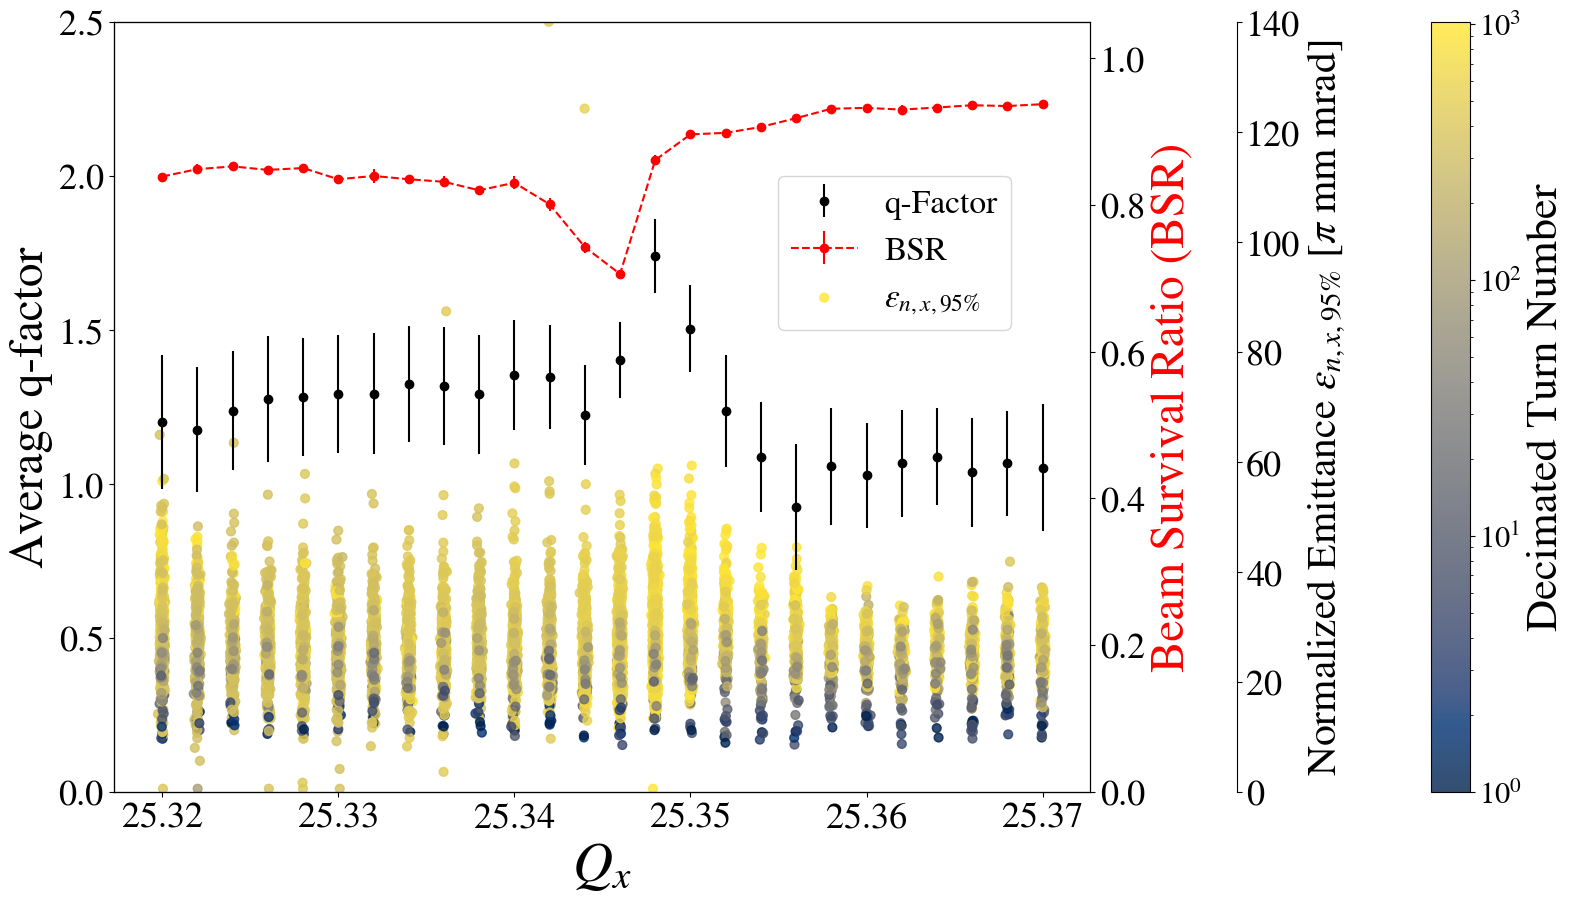 Average q-factor
2.5
2.0
1.5
1.0
0.5
0.0
25.32 25.33 25.34 25.35 25.36 25.37
Qₓ
q-Factor
BSR
εₙ,ₓ,₉₅%
1.0
0.8
0.6
0.4
0.2
0.0
Beam Survival Ratio (BSR)
140
120
100
80
60
40
20
0
Normalized Emittance εₙ,ₓ,₉₅% [π mm mrad]
10³
10²
10¹
10⁰
Decimated Turn Number